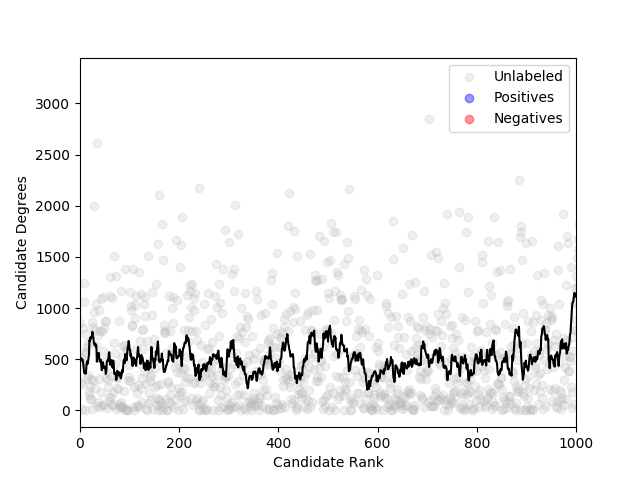 Unlabeled
Positives
Negatives
3000
2500
2000
1500
1000
500
0
Candidate Degrees
0 200 400 600 800 1000
Candidate Rank